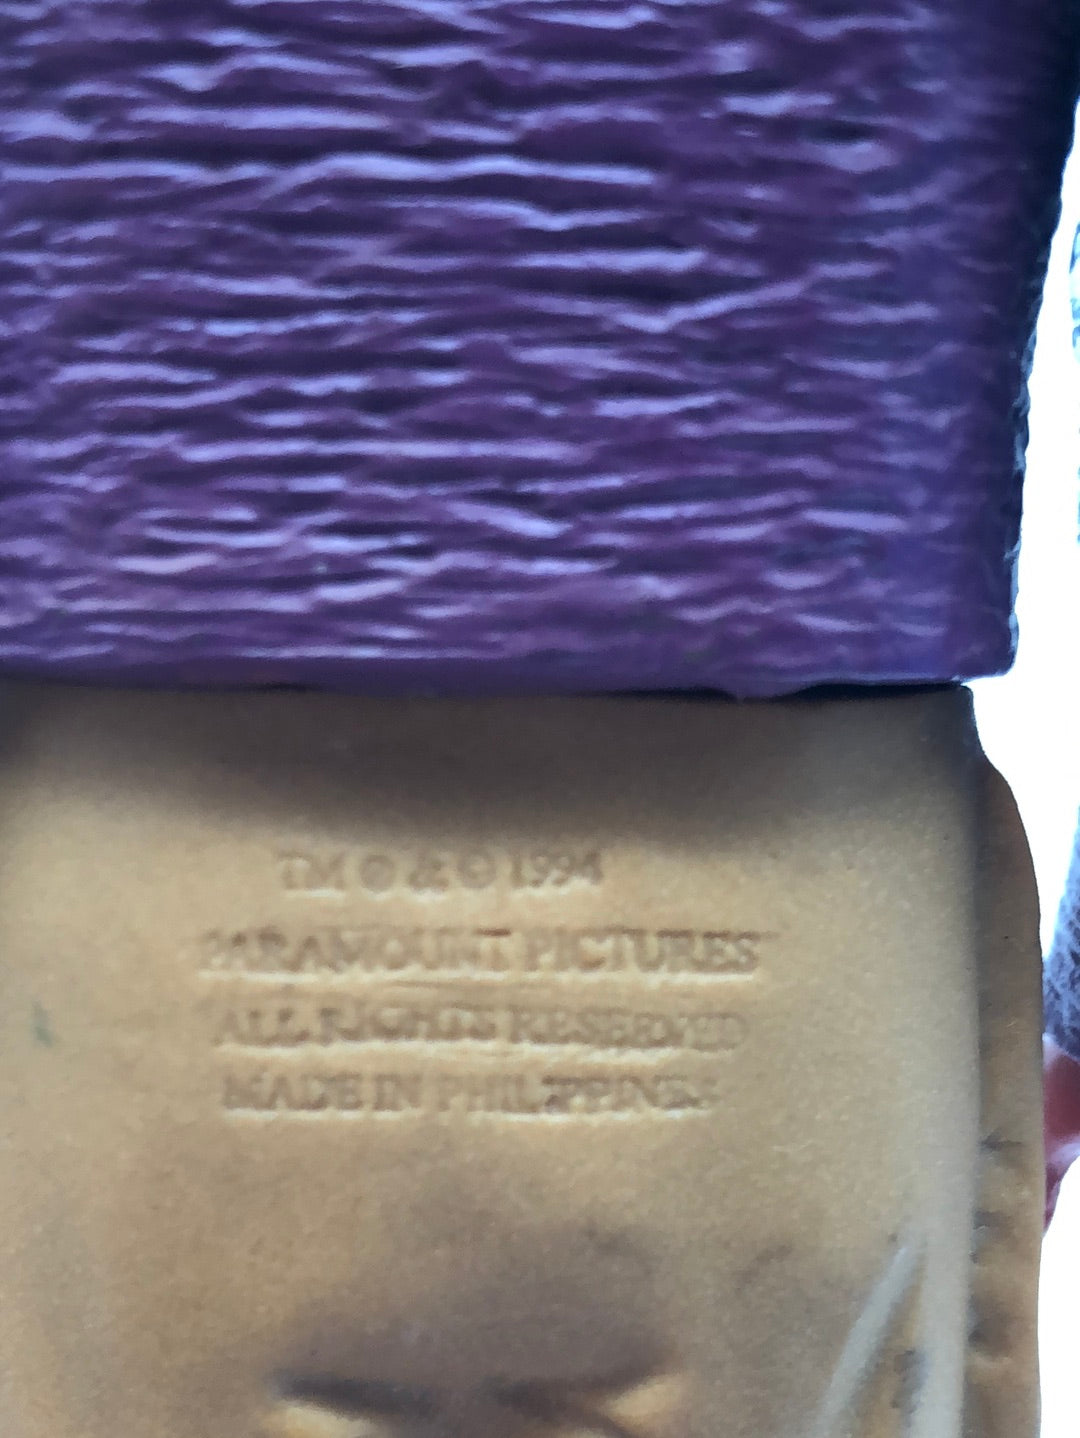 TM ® & © 1994
PARAMOUNT PICTURES
ALL RIGHTS RESERVED
MADE IN PHILIPPINES